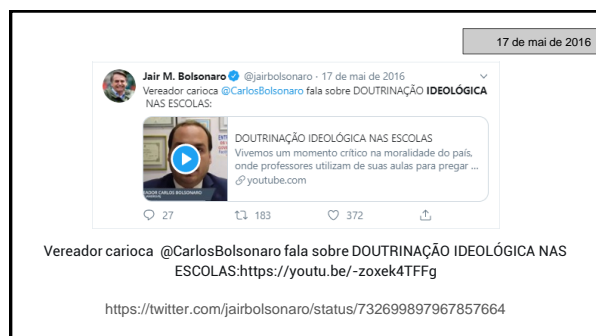 17 de mai de 2016
Jair M. Bolsonaro @jairbolsonaro · 17 de mai de 2016
Vereador carioca @CarlosBolsonaro fala sobre DOUTRINAÇÃO IDEOLÓGICA
NAS ESCOLAS:
DOUTRINAÇÃO IDEOLÓGICA NAS ESCOLAS
Vivemos um momento crítico na moralidade do país,
onde professores utilizam de suas aulas para pregar ...
youtube.com
27 183 372
Vereador carioca @CarlosBolsonaro fala sobre DOUTRINAÇÃO IDEOLÓGICA NAS
ESCOLAS:https://youtu.be/-zoxek4TFFg
https://twitter.com/jairbolsonaro/status/732699897967857664